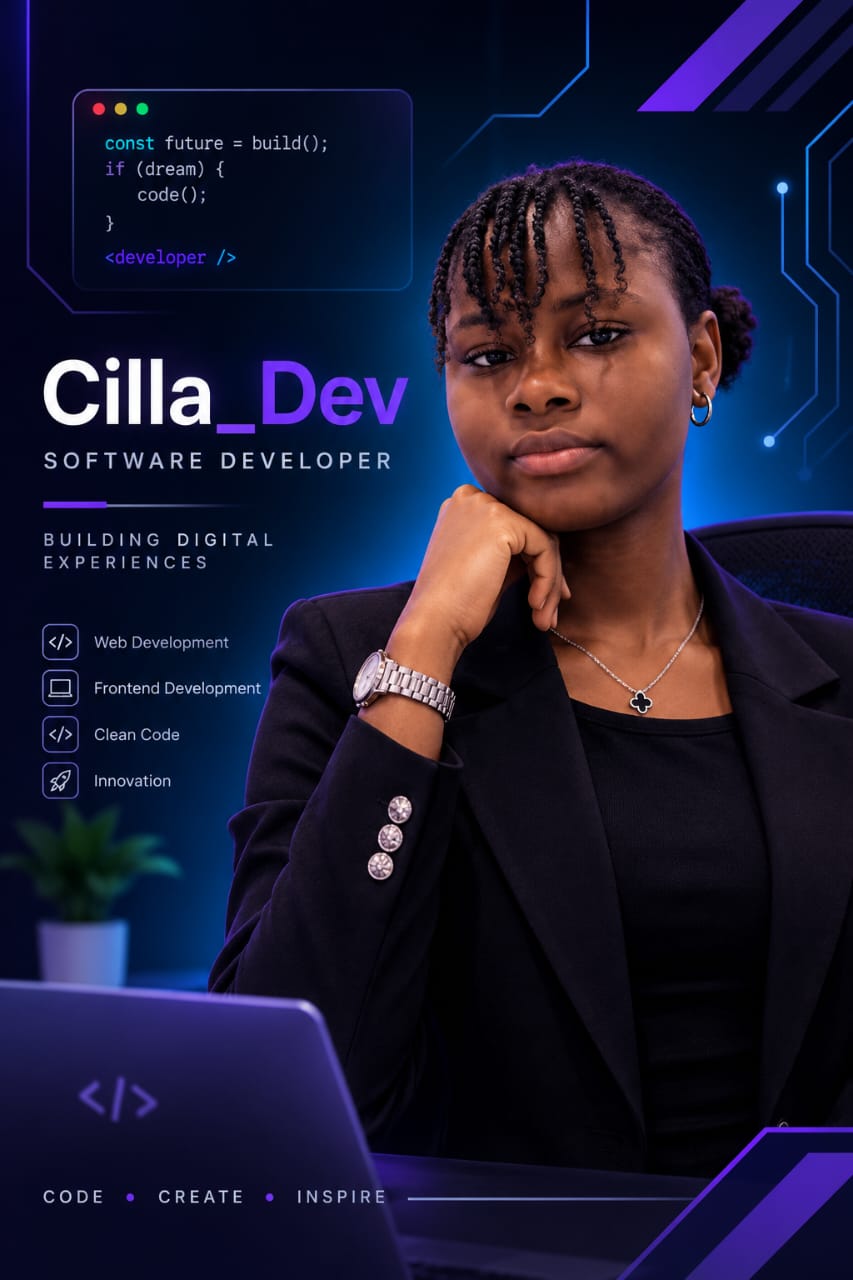 const future = build();
if (dream) {
code();
}
<developer />
Cilla_Dev
SOFTWARE DEVELOPER
BUILDING DIGITAL
EXPERIENCES
</> Web Development
Frontend Development
</> Clean Code
Innovation
</>
CODE • CREATE • INSPIRE